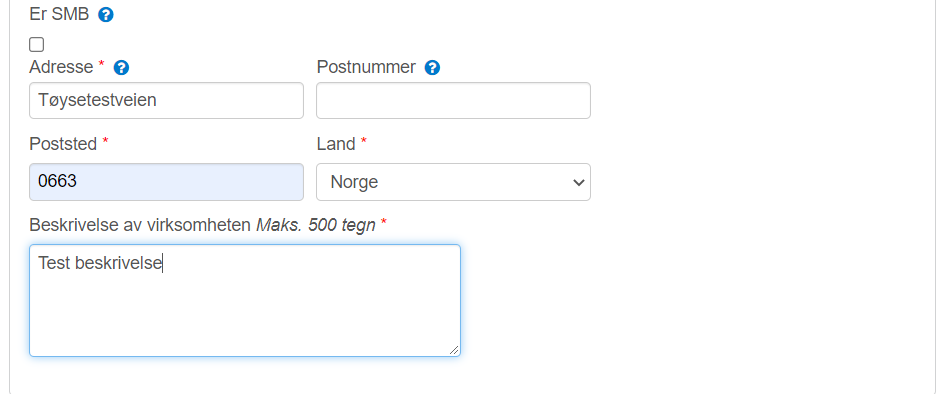 Er SMB ?
Adresse * ? Postnummer ?
Tøysetestveien
Poststed * Land *
0663 Norge
Beskrivelse av virksomheten Maks. 500 tegn *
Test beskrivelse